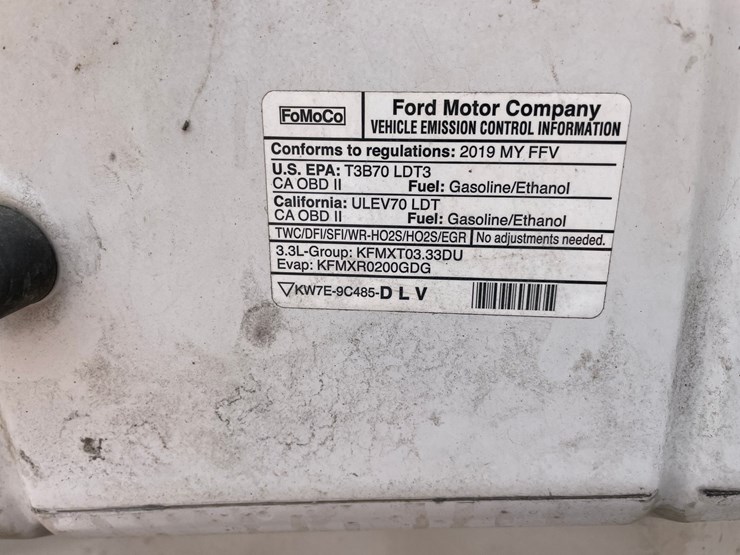 FoMoCo
Ford Motor Company
VEHICLE EMISSION CONTROL INFORMATION
Conforms to regulations: 2019 MY FFV
U.S. EPA: T3B70 LDT3
CA OBD II Fuel: Gasoline/Ethanol
California: ULEV70 LDT
CA OBD II Fuel: Gasoline/Ethanol
TWC/DFI/SFI/WR-HO2S/HO2S/EGR No adjustments needed.
3.3L-Group: KFMXT03.33DU
Evap: KFMXR0200GDG
KW7E-9C485-D L V